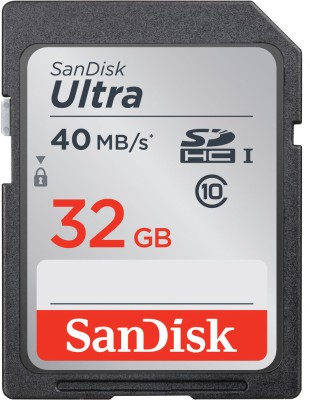 SanDisk
Ultra
40 MB/s*
SD HC I
10
32 GB
SanDisk